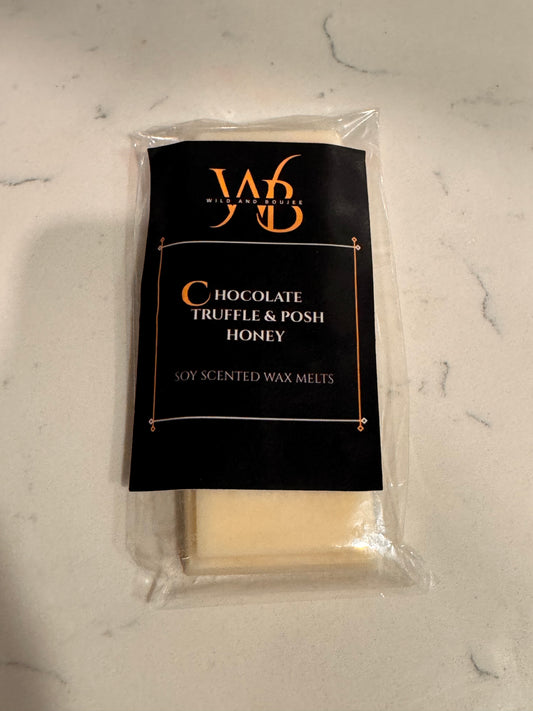 WB
WILD AND BOUJEE
CHOCOLATE
TRUFFLE & POSH
HONEY
SOY SCENTED WAX MELTS